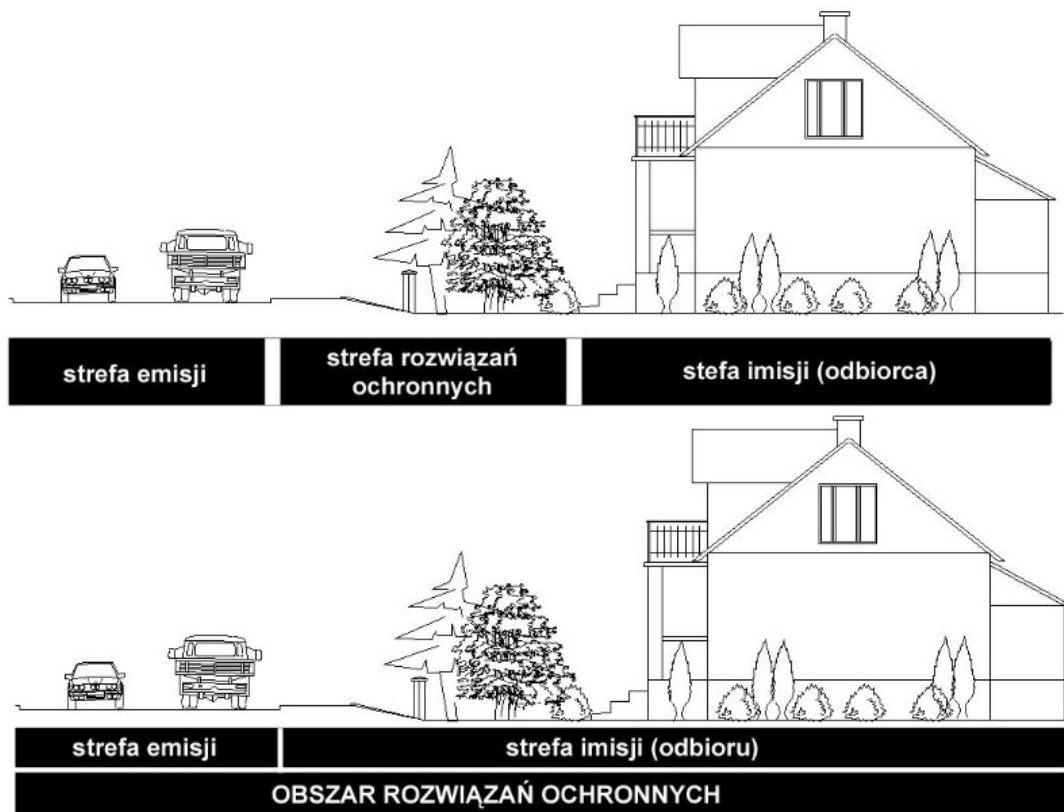 strefa emisji
strefa rozwiązań
ochronnych
stefa imisji (odbiorca)
strefa emisji
strefa imisji (odbioru)
OBSZAR ROZWIĄZAŃ OCHRONNYCH